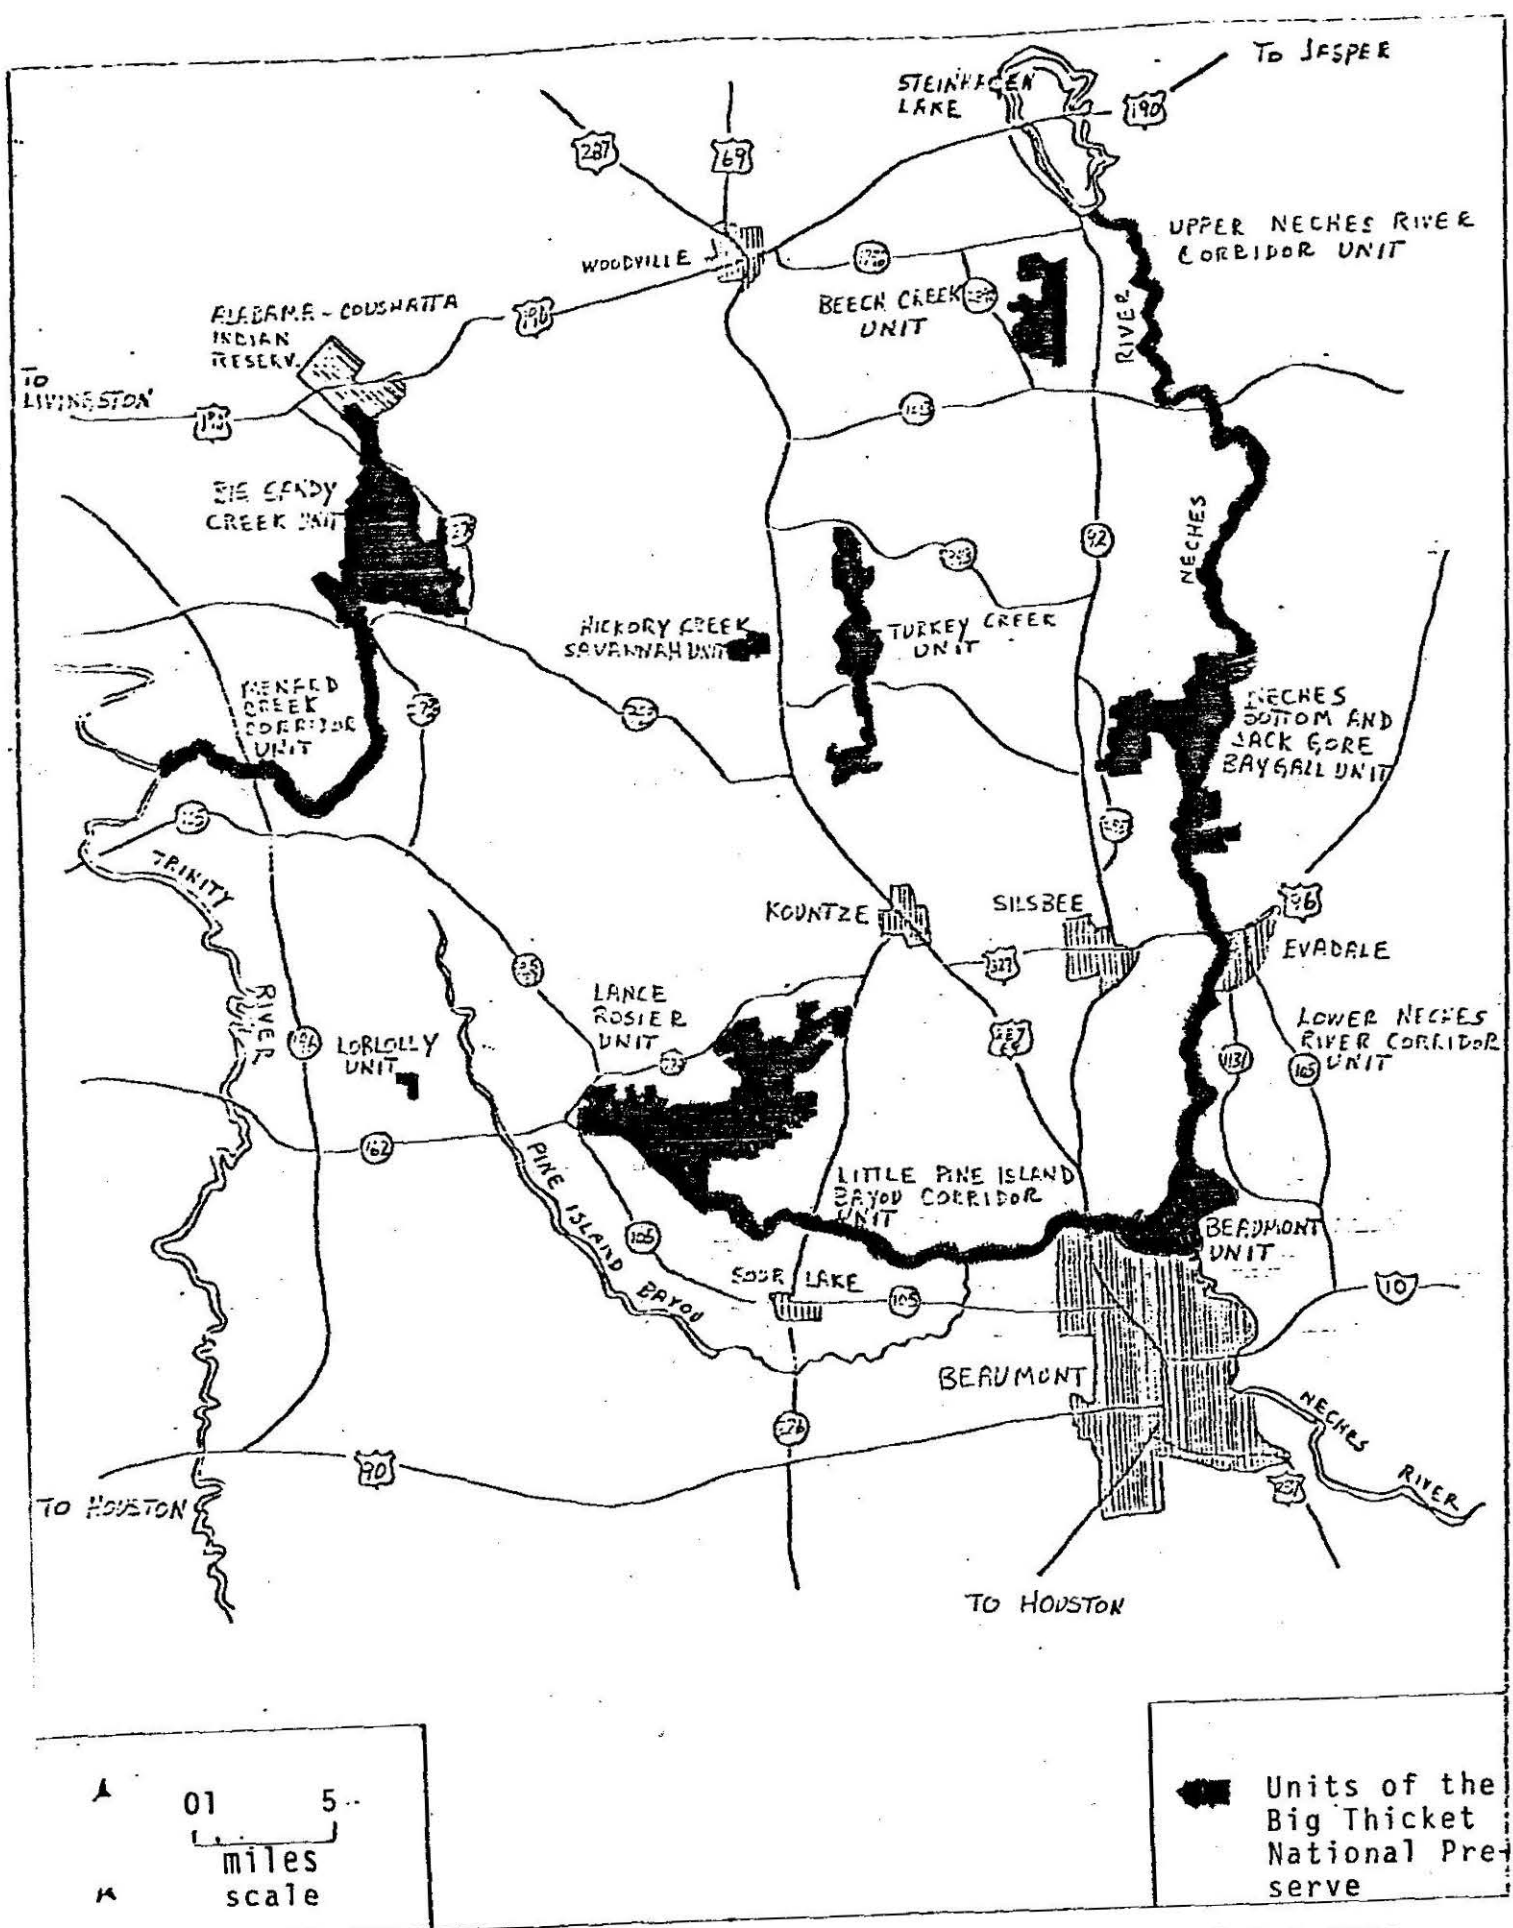 TO JESPER
STEINHAGEN
LAKE
190
287
69
UPPER NECHES RIVER
CORRIDOR UNIT
WOODVILLE
BEECH CREEK
UNIT
RIVER
ALABAMA - COUSHATTA
INDIAN
RESERV.
190
TO
LIVINGSTON
190
BIG SANDY
CREEK UNIT
92
NECHES
HICKORY CREEK
SAVANNAH UNIT
TURKEY CREEK
UNIT
MENARD
CREEK
CORRIDOR
UNIT
NECHES
BOTTOM AND
JACK GORE
BAYGALL UNIT
TRINITY
RIVER
KOUNTZE
SILSBEE
96
EVADALE
327
LANCE
ROSIER
UNIT
LOWER NECHES
RIVER CORRIDOR
UNIT
1131
105
LOBLOLLY
UNIT
162
PINE ISLAND BAYOU
LITTLE PINE ISLAND
BAYOU CORRIDOR
UNIT
105
BEAUMONT
UNIT
SOUR LAKE
105
10
BEAUMONT
NECHES
RIVER
90
TO HOUSTON
TO HOUSTON
01 5
miles
scale
Units of the
Big Thicket
National Pre-
serve